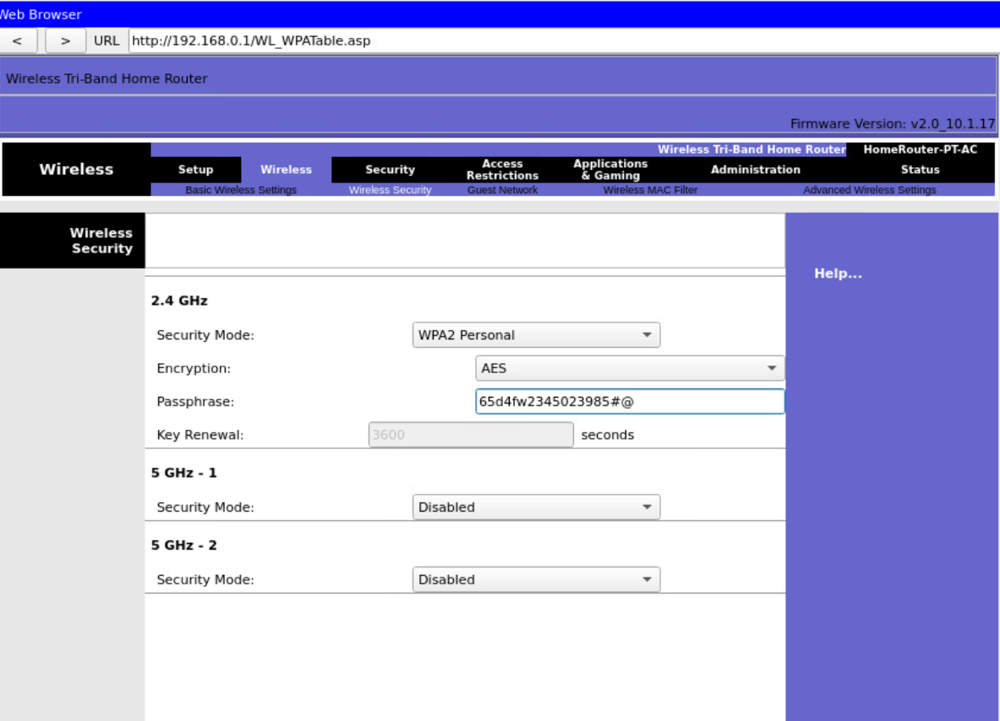 Web Browser
< > URL http://192.168.0.1/WL_WPATable.asp
Wireless Tri-Band Home Router
Firmware Version: v2.0_10.1.17
Wireless Tri-Band Home Router HomeRouter-PT-AC
Wireless Setup Wireless Security Access Restrictions Applications & Gaming Administration Status
Basic Wireless Settings Wireless Security Guest Network Wireless MAC Filter Advanced Wireless Settings
Wireless
Security
Help...
2.4 GHz
Security Mode: WPA2 Personal
Encryption: AES
Passphrase: 65d4fw2345023985#@
Key Renewal: 3600 seconds
5 GHz - 1
Security Mode: Disabled
5 GHz - 2
Security Mode: Disabled